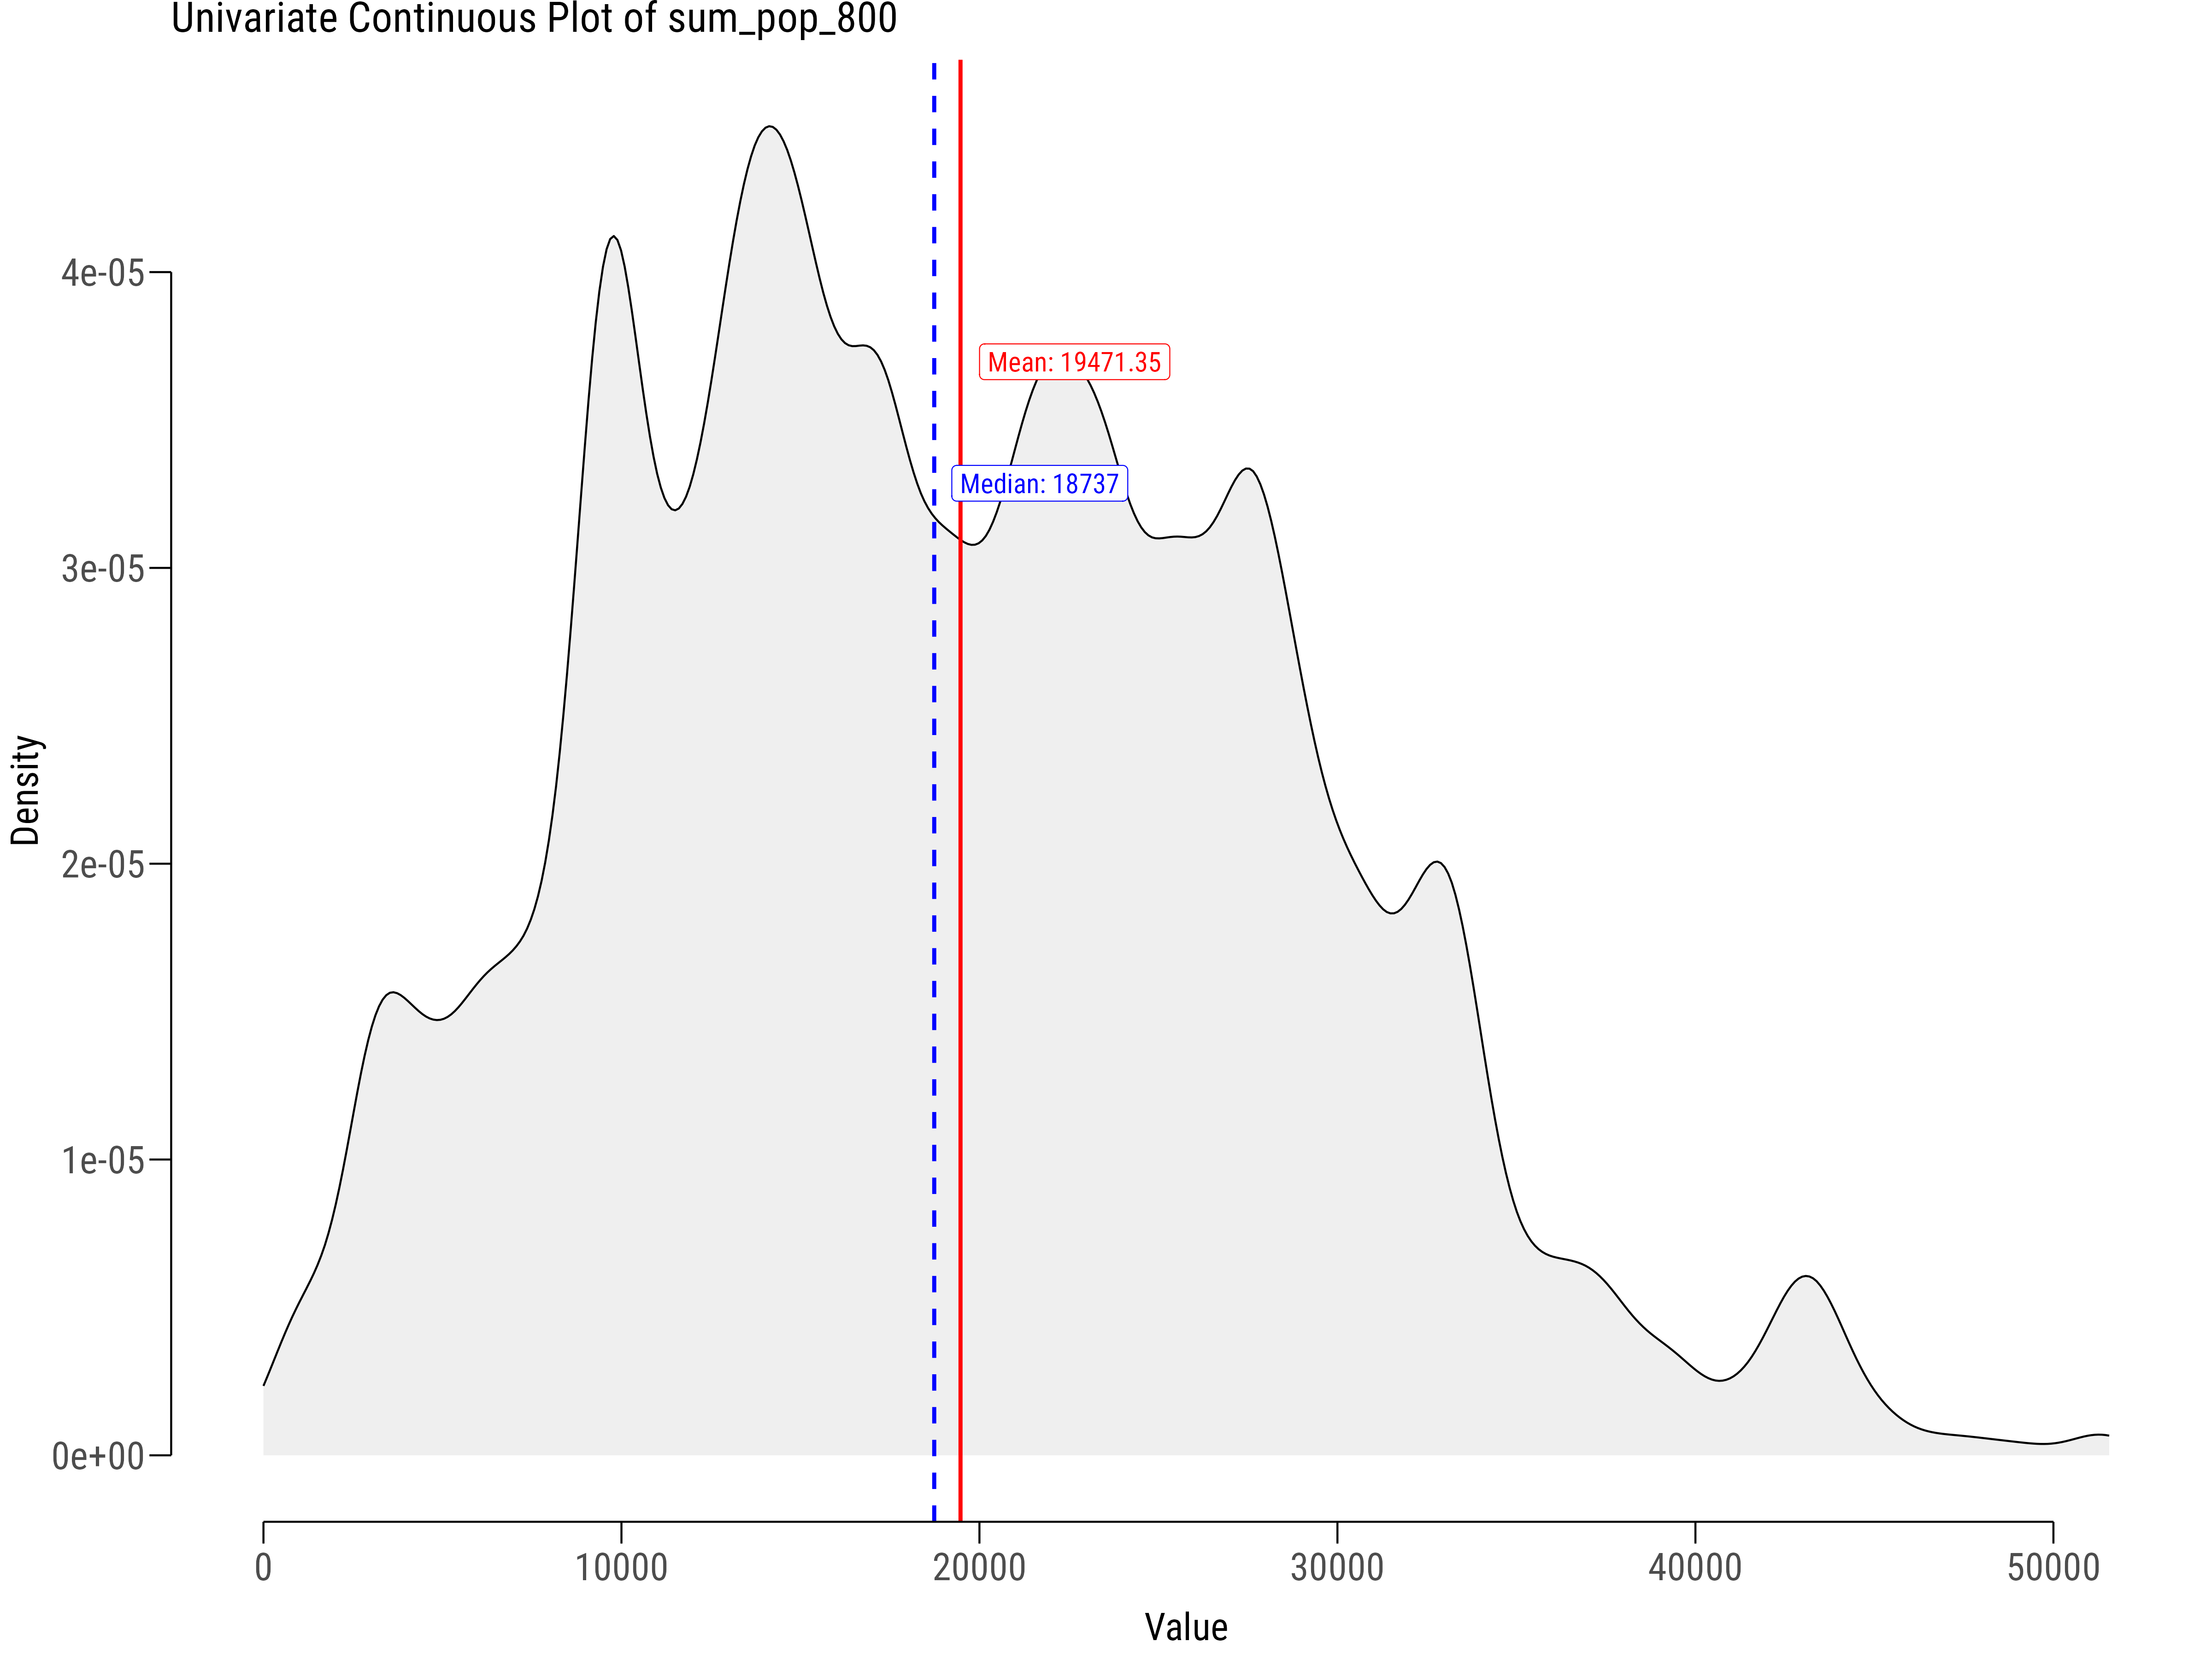 Univariate Continuous Plot of sum_pop_800
4e-05
Mean: 19471.35
Median: 18737
3e-05
Density
2e-05
1e-05
0e+00
0 10000 20000 30000 40000 50000
Value